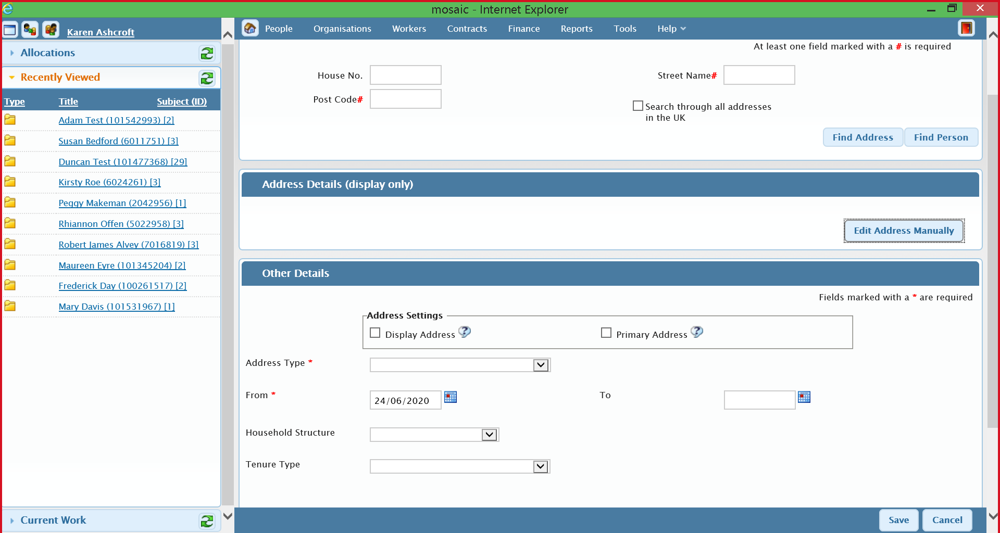 mosaic - Internet Explorer
Karen Ashcroft
People Organisations Workers Contracts Finance Reports Tools Help
Allocations
Recently Viewed
Type Title Subject (ID)
Adam Test (101542993) [2]
Susan Bedford (6011751) [3]
Duncan Test (101477368) [29]
Kirsty Roe (6024261) [3]
Peggy Makeman (2042956) [1]
Rhiannon Offen (5022958) [3]
Robert James Alvey (7016819) [3]
Maureen Eyre (101345204) [2]
Frederick Day (100261517) [2]
Mary Davis (101531967) [1]
Current Work
At least one field marked with a # is required
House No.
Street Name#
Post Code#
Search through all addresses
in the UK
Find Address Find Person
Address Details (display only)
Edit Address Manually
Other Details
Fields marked with a * are required
Address Settings
Display Address Primary Address
Address Type *
From * 24/06/2020 To
Household Structure
Tenure Type
Save Cancel